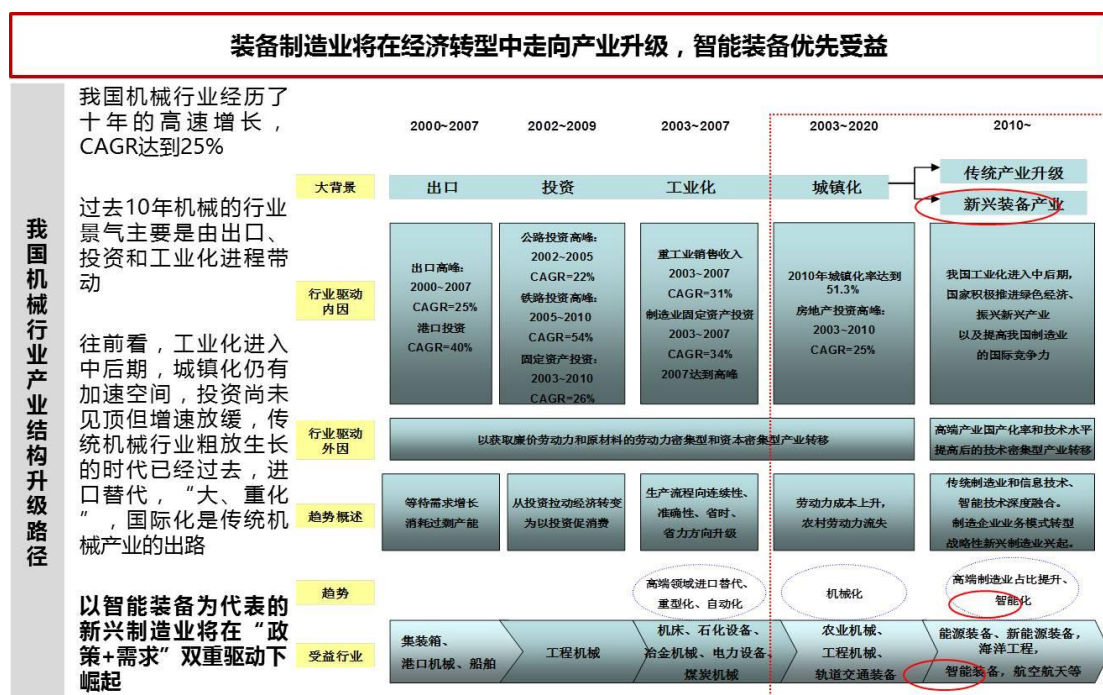 装备制造业将在经济转型中走向产业升级，智能装备优先受益
我国机械行业产业结构升级路径
我国机械行业经历了
十年的高速增长，
CAGR达到25%
过去10年机械的行业
景气主要是由出口、
投资和工业化进程带
动
往前看，工业化进入
中后期，城镇化仍有
加速空间，投资尚未
见顶但增速放缓，传
统机械行业粗放生长
的时代已经过去，进
口替代，“大、重化
”，国际化是传统机
械产业的出路
以智能装备为代表的
新兴制造业将在“政
策+需求”双重驱动下
崛起
2000~2007
2002~2009
2003~2007
2003~2020
2010~
大背景
出口
投资
工业化
城镇化
传统产业升级
新兴装备产业
行业驱动
内因
出口高峰：
2000~2007
CAGR=25%
港口投资
CAGR=40%
公路投资高峰：
2002~2005
CAGR=22%
铁路投资高峰：
2005~2010
CAGR=54%
固定资产投资：
2003~2010
CAGR=26%
重工业销售收入
2003~2007
CAGR=31%
制造业固定资产投资
2003~2007
CAGR=34%
2007达到高峰
2010年城镇化率达到
51.3%
房地产投资高峰：
2003~2010
CAGR=25%
我国工业化进入中后期，
国家积极推进绿色经济、
振兴新兴产业
以及提高我国制造业
的国际竞争力
行业驱动
外因
以获取廉价劳动力和原材料的劳动力密集型和资本密集型产业转移
高端产业国产化率和技术水平
提高后的技术密集型产业转移
趋势概述
等待需求增长
消耗过剩产能
从投资拉动经济转变
为以投资促消费
生产流程向连续性、
准确性、省时、
省力方向升级
劳动力成本上升，
农村劳动力流失
传统制造业和信息技术、
智能技术深度融合。
制造企业业务模式转型
战略性新兴制造业兴起。
趋势
高端领域进口替代、
重型化、自动化
机械化
高端制造业占比提升、
智能化
受益行业
集装箱、
港口机械、船舶
工程机械
机床、石化设备、
冶金机械、电力设备、
煤炭机械
农业机械、
工程机械、
轨道交通装备
能源装备、新能源装备，
海洋工程，
智能装备，航空航天等